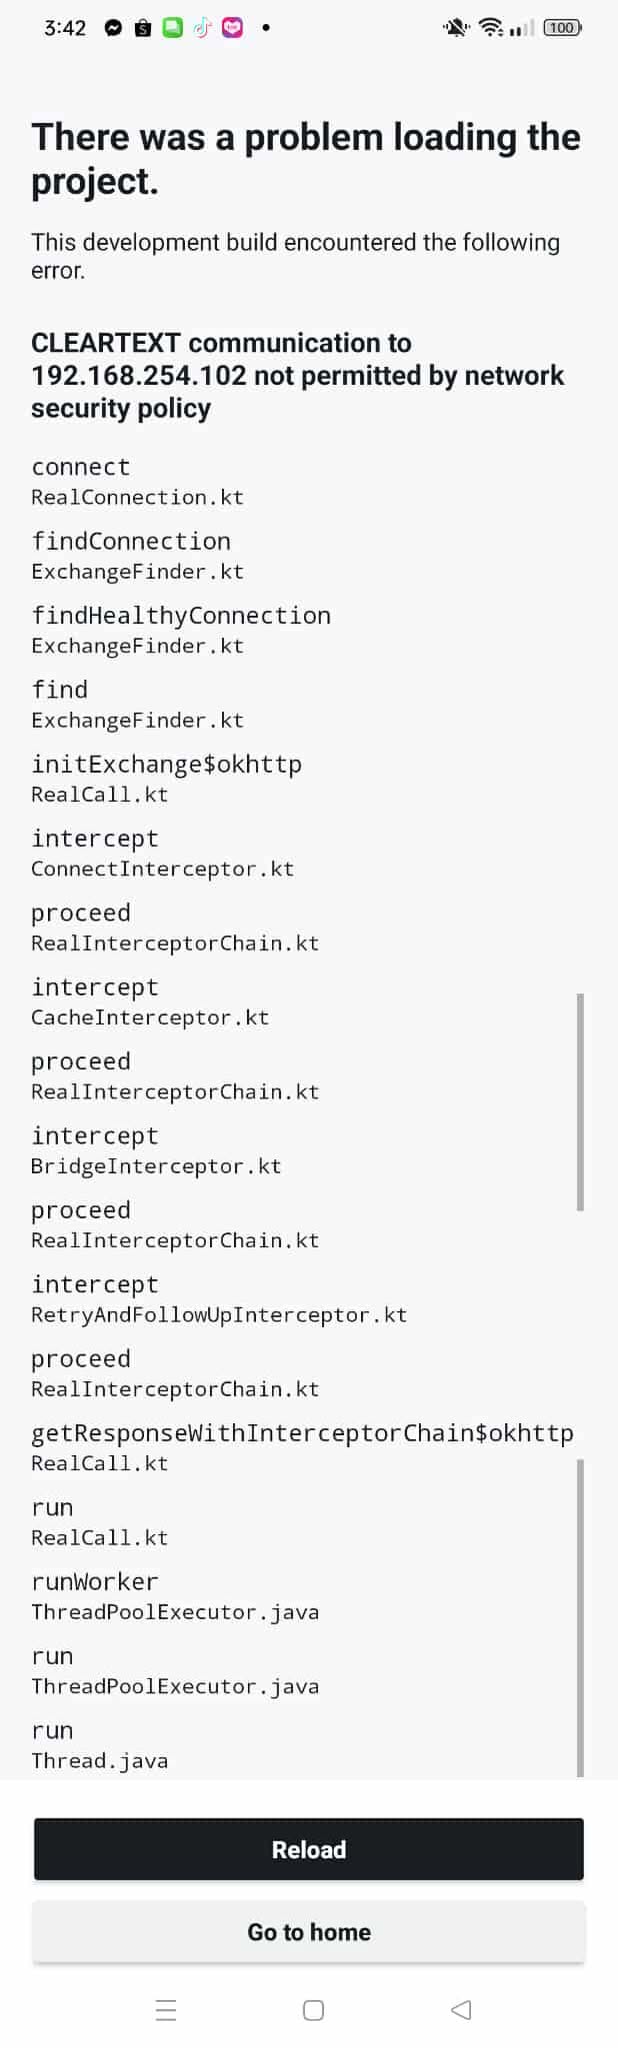 3:42
100
There was a problem loading the
project.
This development build encountered the following
error.
CLEARTEXT communication to
192.168.254.102 not permitted by network
security policy
connect
RealConnection.kt
findConnection
ExchangeFinder.kt
findHealthyConnection
ExchangeFinder.kt
find
ExchangeFinder.kt
initExchange$okhttp
RealCall.kt
intercept
ConnectInterceptor.kt
proceed
RealInterceptorChain.kt
intercept
CacheInterceptor.kt
proceed
RealInterceptorChain.kt
intercept
BridgeInterceptor.kt
proceed
RealInterceptorChain.kt
intercept
RetryAndFollowUpInterceptor.kt
proceed
RealInterceptorChain.kt
getResponseWithInterceptorChain$okhttp
RealCall.kt
run
RealCall.kt
runWorker
ThreadPoolExecutor.java
run
ThreadPoolExecutor.java
run
Thread.java
Reload
Go to home